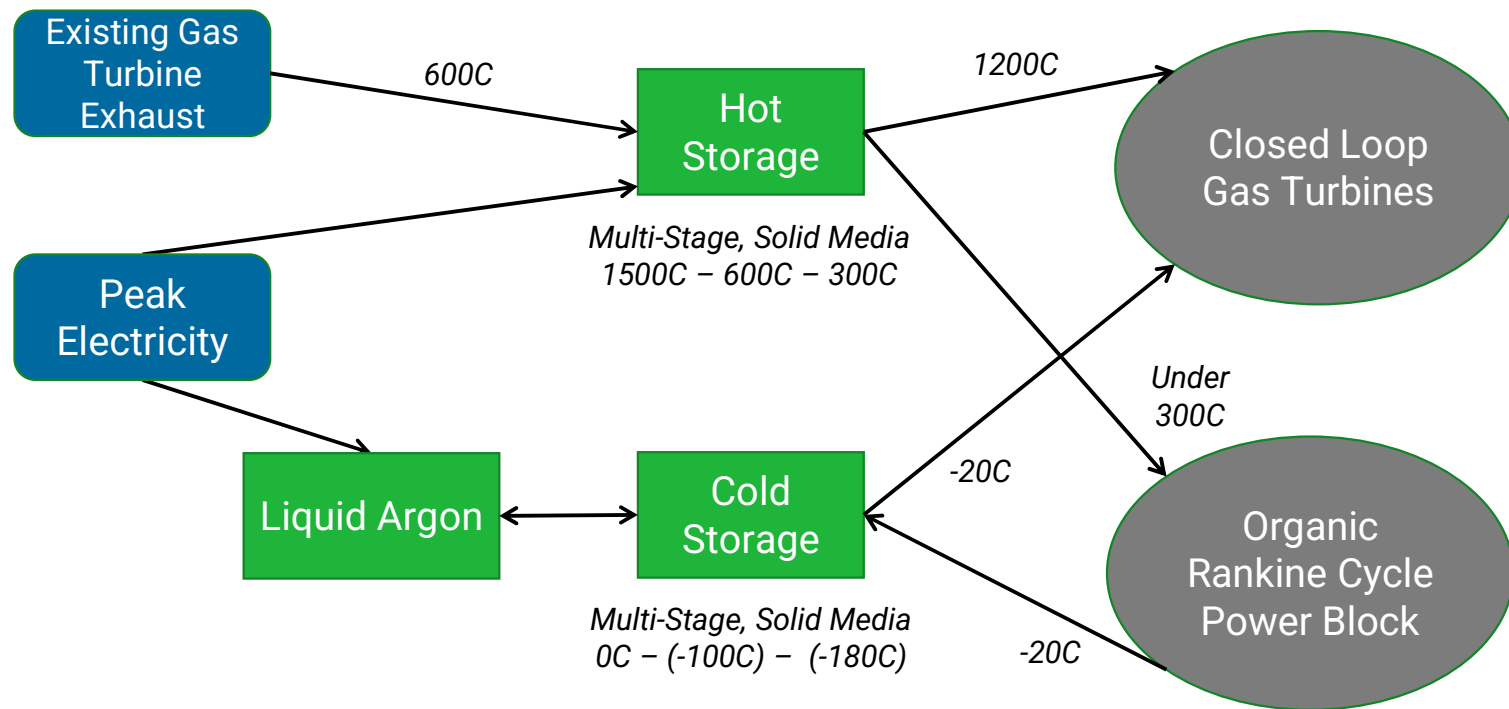 Existing Gas
Turbine
Exhaust
600C
Hot
Storage
1200C
Closed Loop
Gas Turbines
Multi-Stage, Solid Media
1500C – 600C – 300C
Peak
Electricity
Under
300C
Liquid Argon
Cold
Storage
-20C
Organic
Rankine Cycle
Power Block
Multi-Stage, Solid Media
0C – (-100C) – (-180C)
-20C